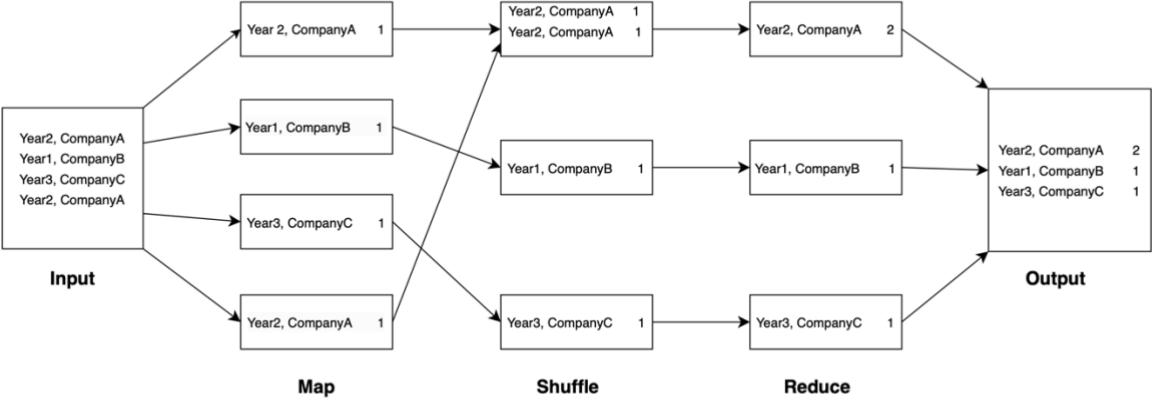 Year2, CompanyA
Year1, CompanyB
Year3, CompanyC
Year2, CompanyA
Input
Year 2, CompanyA 1
Year1, CompanyB 1
Year3, CompanyC 1
Year2, CompanyA 1
Map
Year2, CompanyA 1
Year2, CompanyA 1
Year1, CompanyB 1
Year3, CompanyC 1
Shuffle
Year2, CompanyA 2
Year1, CompanyB 1
Year3, CompanyC 1
Reduce
Year2, CompanyA 2
Year1, CompanyB 1
Year3, CompanyC 1
Output